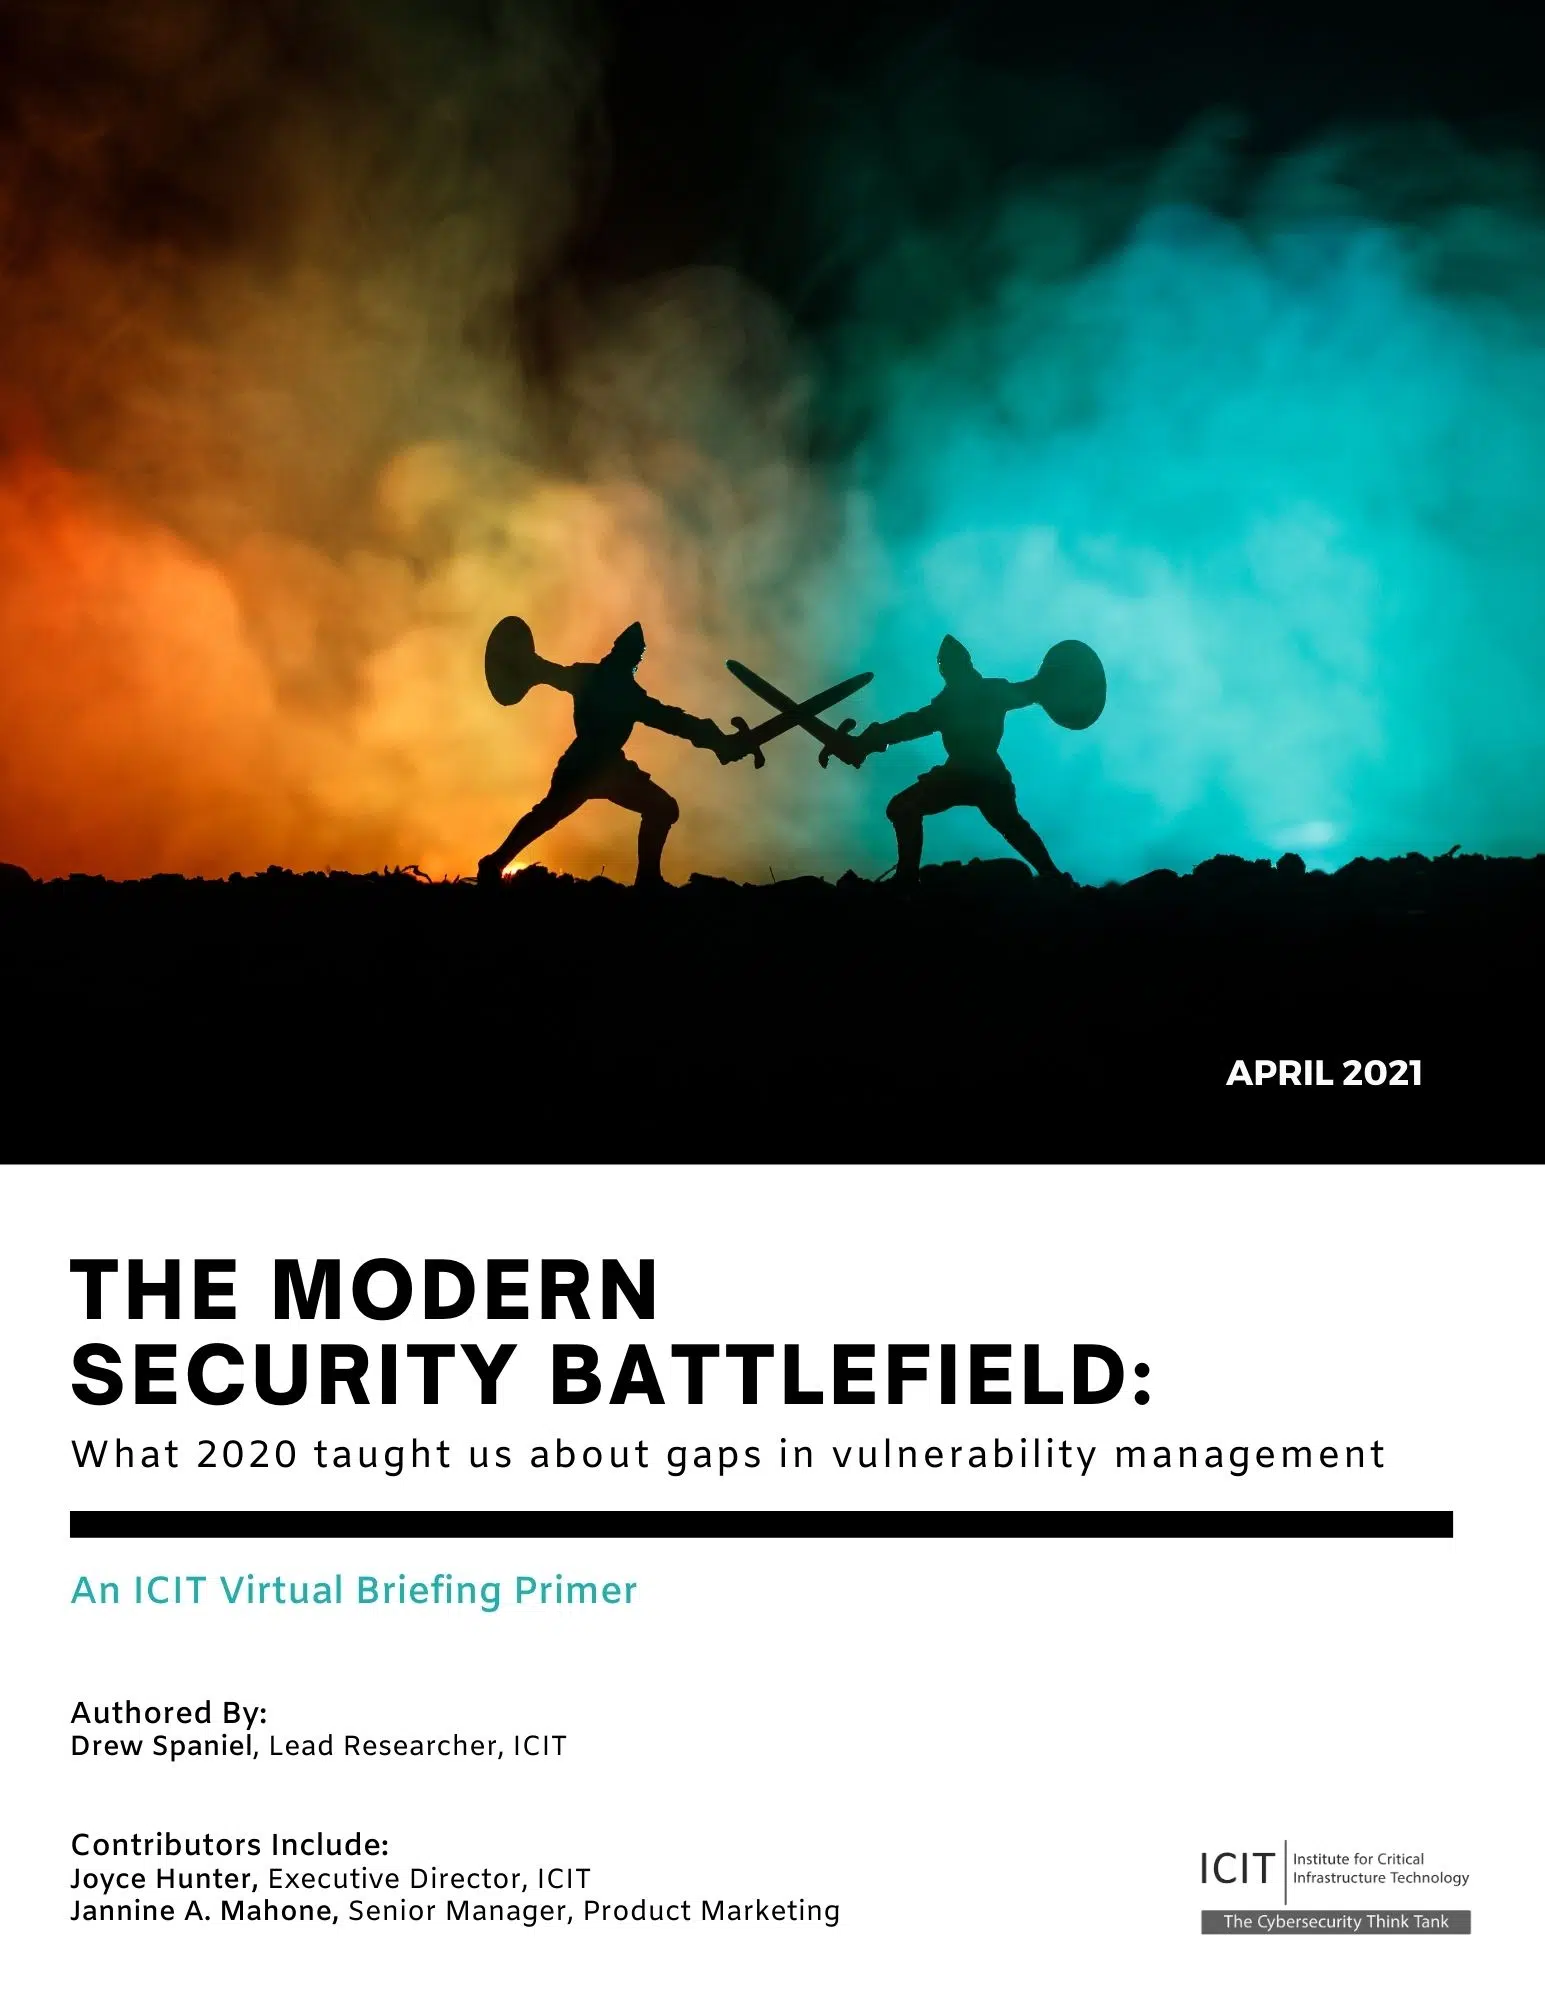 APRIL 2021
THE MODERN
SECURITY BATTLEFIELD:
What 2020 taught us about gaps in vulnerability management
An ICIT Virtual Briefing Primer
Authored By:
Drew Spaniel, Lead Researcher, ICIT
Contributors Include:
Joyce Hunter, Executive Director, ICIT
Jannine A. Mahone, Senior Manager, Product Marketing
ICIT
Institute for Critical
Infrastructure Technology
The Cybersecurity Think Tank